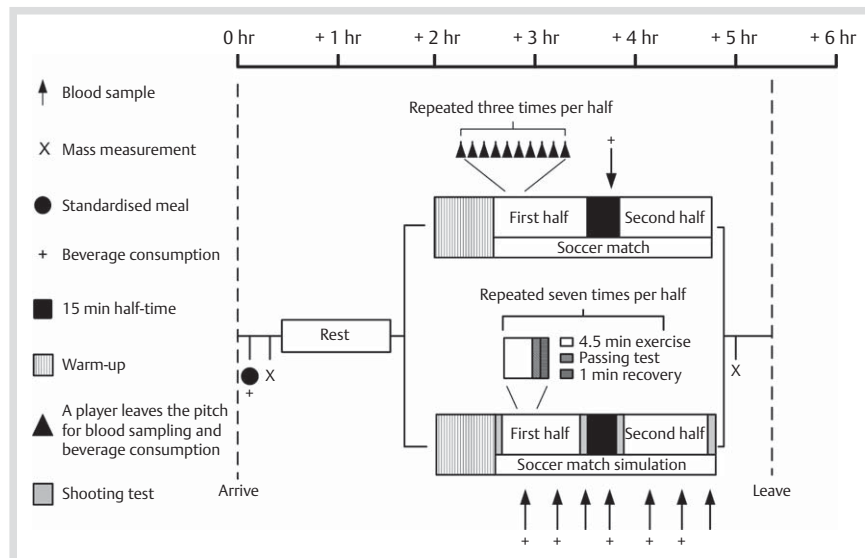 0 hr + 1 hr + 2 hr + 3 hr + 4 hr + 5 hr + 6 hr
Blood sample
X Mass measurement
Standardised meal
+ Beverage consumption
15 min half-time
Warm-up
A player leaves the pitch
for blood sampling and
beverage consumption
Shooting test
Arrive
+
X
Rest
Repeated three times per half
+
First half Second half
Soccer match
Repeated seven times per half
4.5 min exercise
Passing test
1 min recovery
First half Second half
Soccer match simulation
+ + + + +
X
Leave